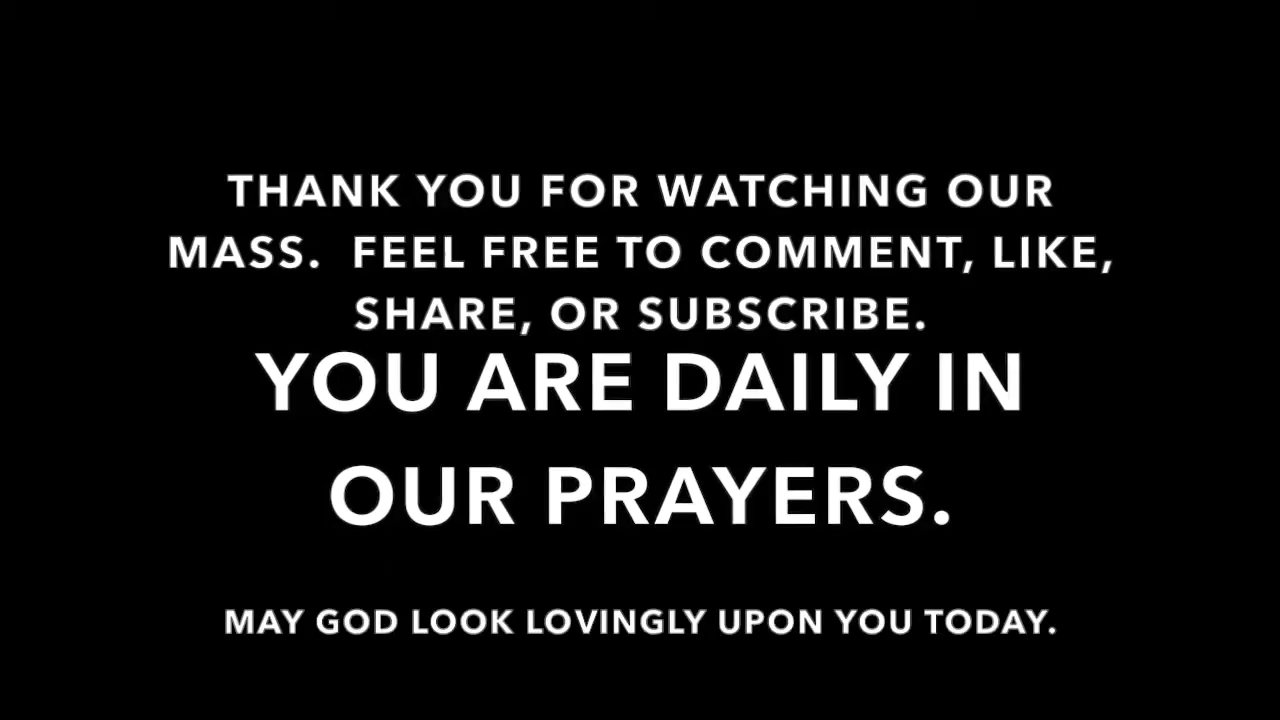 THANK YOU FOR WATCHING OUR
MASS.  FEEL FREE TO COMMENT, LIKE,
SHARE, OR SUBSCRIBE.
YOU ARE DAILY IN
OUR PRAYERS.
MAY GOD LOOK LOVINGLY UPON YOU TODAY.